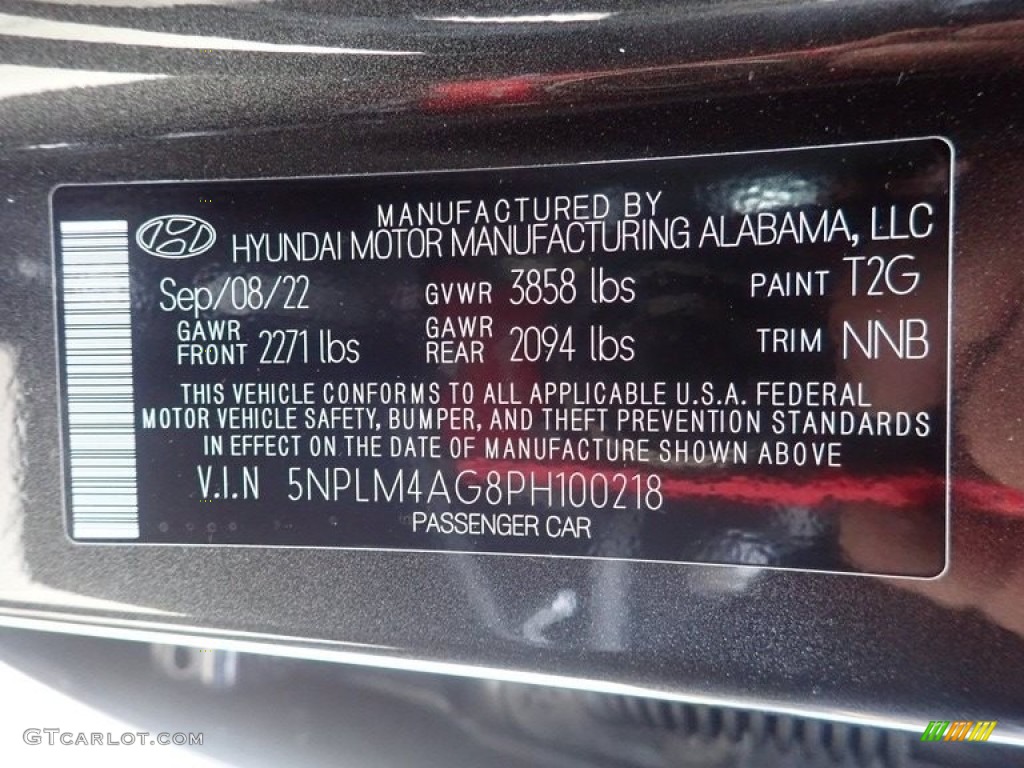 MANUFACTURED BY
HYUNDAI MOTOR MANUFACTURING ALABAMA, LLC
Sep/08/22 GVWR 3858 lbs PAINT T2G
GAWR FRONT 2271 lbs GAWR REAR 2094 lbs TRIM NNB
THIS VEHICLE CONFORMS TO ALL APPLICABLE U.S.A. FEDERAL
MOTOR VEHICLE SAFETY, BUMPER, AND THEFT PREVENTION STANDARDS
IN EFFECT ON THE DATE OF MANUFACTURE SHOWN ABOVE
V.I.N 5NPLM4AG8PH100218
PASSENGER CAR
GTCARLOT.COM